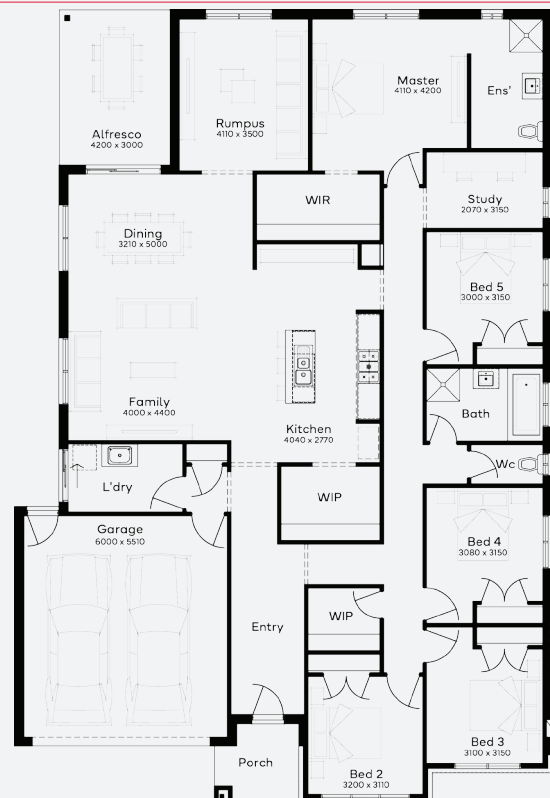 Master
4110 x 4200
Ens'
Rumpus
4110 x 3500
Alfresco
4200 x 3000
WIR
Study
2070 x 3150
Dining
3210 x 5000
Bed 5
3000 x 3150
Family
4000 x 4400
Kitchen
4040 x 2770
Bath
Wc
L'dry
WIP
Garage
6000 x 5510
Bed 4
3080 x 3150
Entry
WIP
Bed 3
3100 x 3150
Porch
Bed 2
3200 x 3110